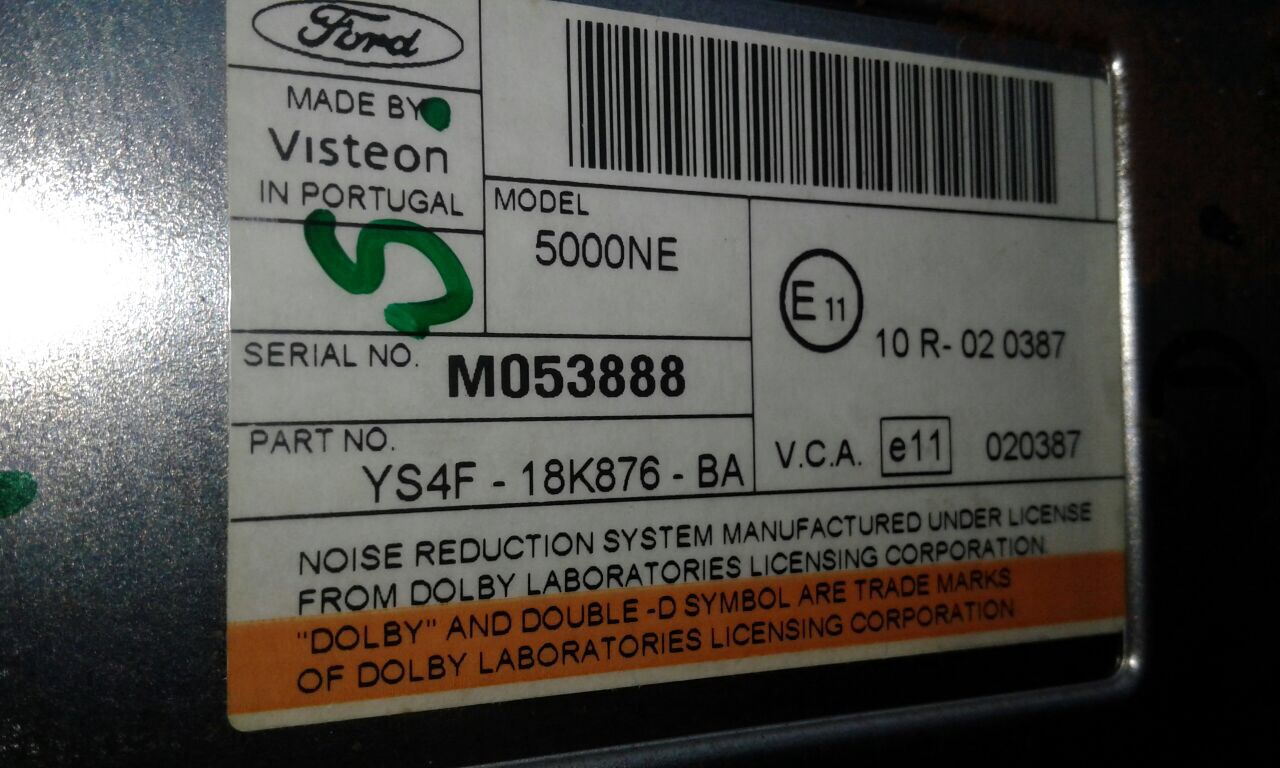 Ford
MADE BY
Visteon
IN PORTUGAL
MODEL
5000NE
E 11
10 R- 02 0387
SERIAL NO.
M053888
PART NO.
YS4F - 18K876 - BA
V.C.A. e11 020387
NOISE REDUCTION SYSTEM MANUFACTURED UNDER LICENSE
FROM DOLBY LABORATORIES LICENSING CORPORATION.
"DOLBY" AND DOUBLE -D SYMBOL ARE TRADE MARKS
OF DOLBY LABORATORIES LICENSING CORPORATION